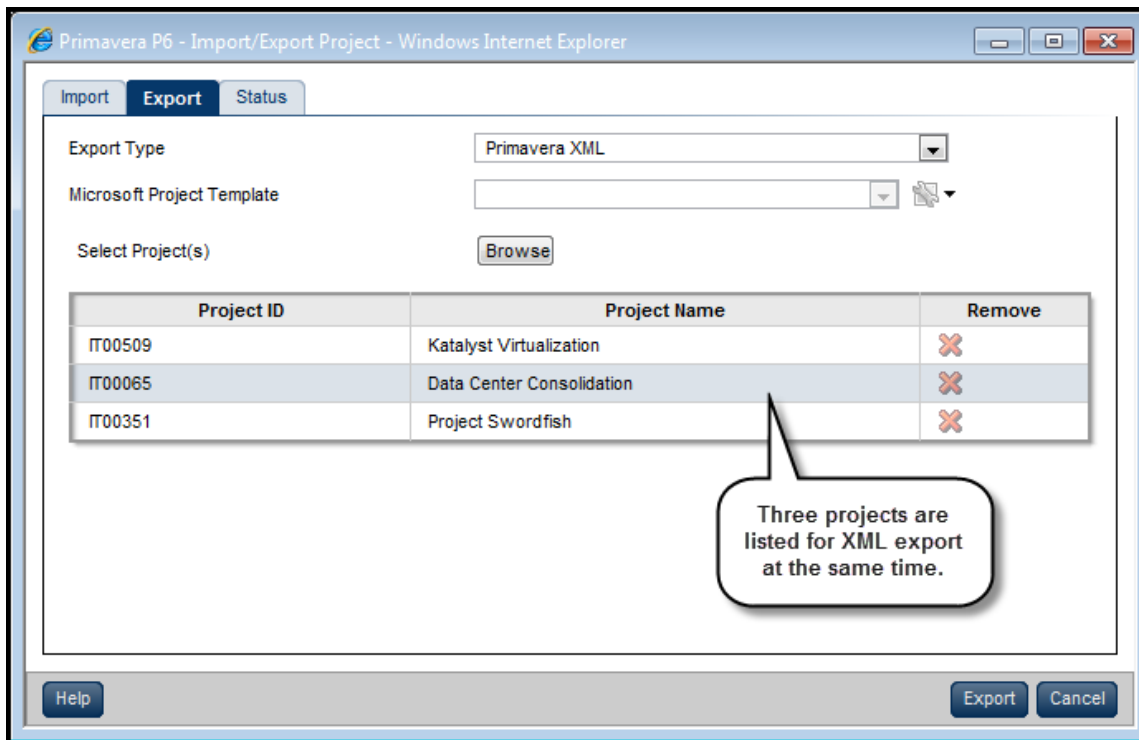 Primavera P6 - Import/Export Project - Windows Internet Explorer
Import Export Status
Export Type Primavera XML
Microsoft Project Template
Select Project(s) Browse
Project ID Project Name Remove
IT00509 Katalyst Virtualization
IT00065 Data Center Consolidation
IT00351 Project Swordfish
Three projects are
listed for XML export
at the same time.
Help Export Cancel